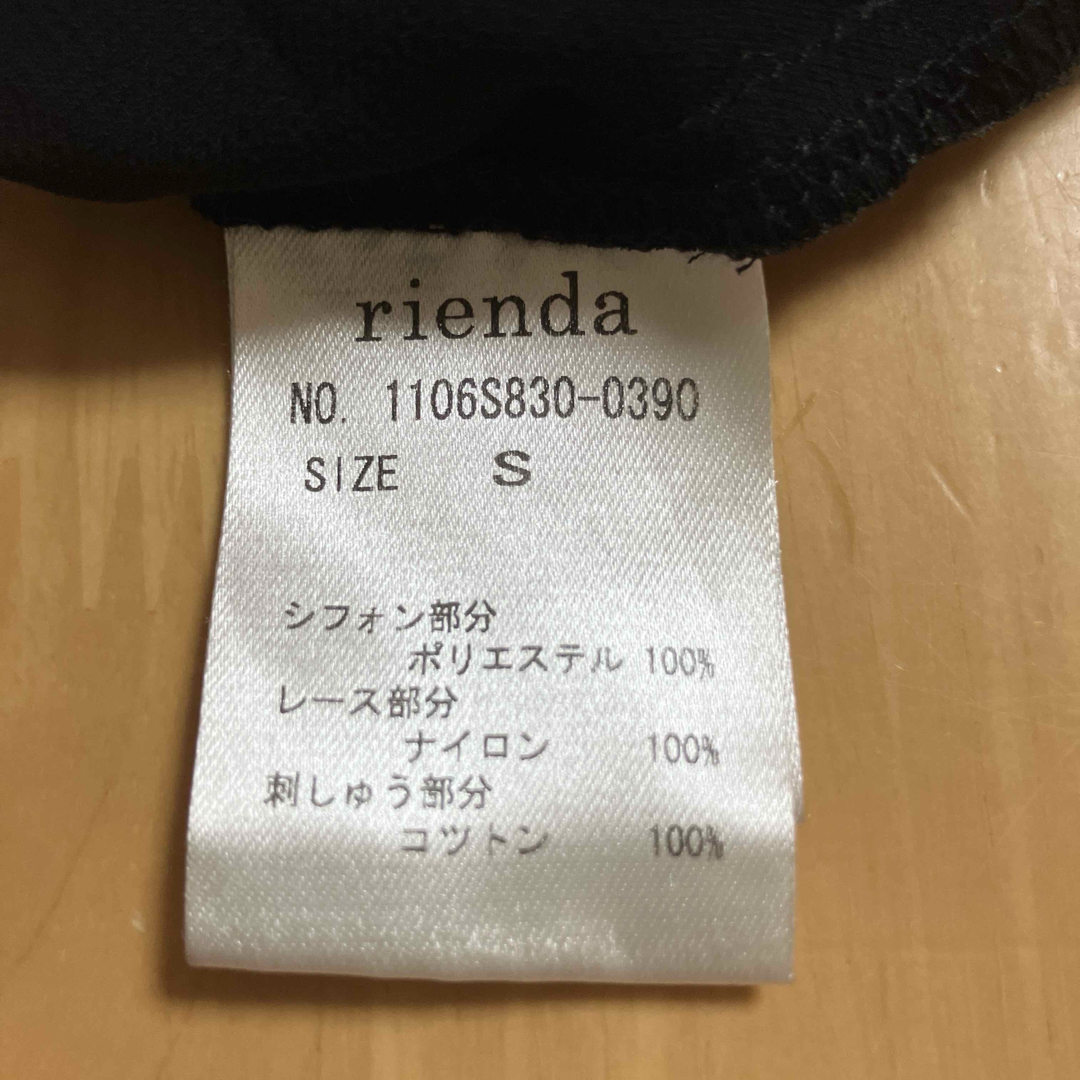 rienda
NO. 1106S830-0390
SIZE S
シフォン部分
ポリエステル 100%
レース部分
ナイロン 100%
刺しゅう部分
コットン 100%